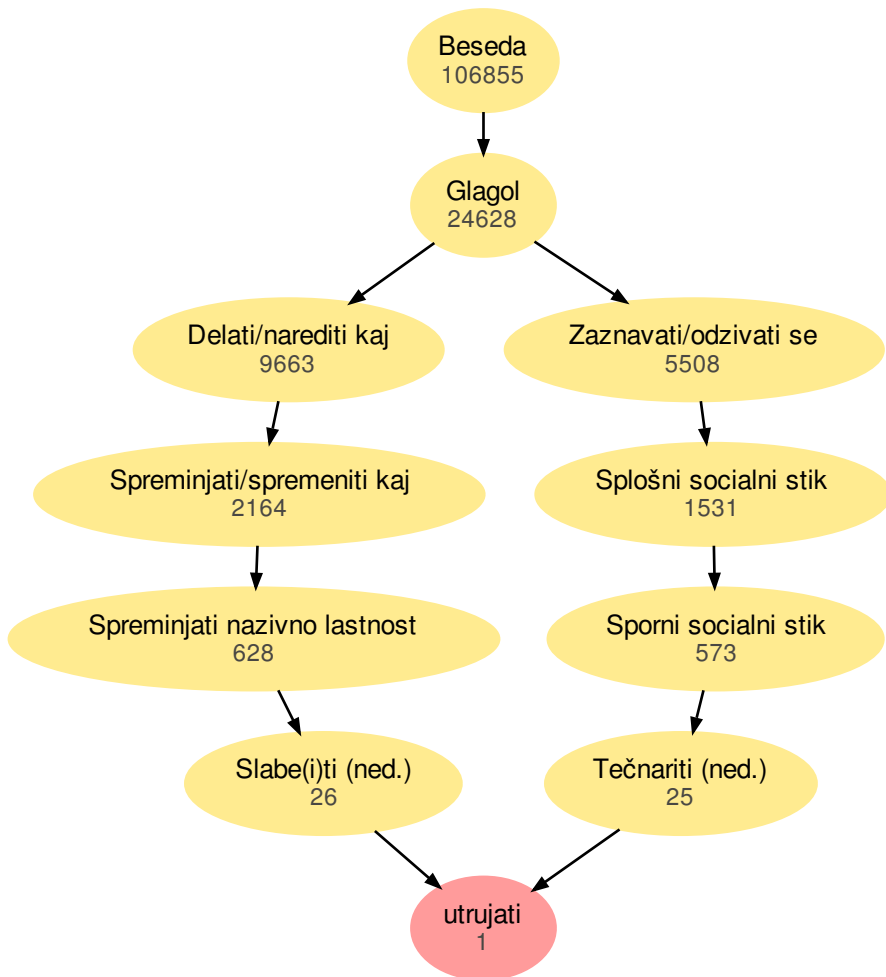 Beseda
106855
Glagol
24628
Delati/narediti kaj
9663
Zaznavati/odzivati se
5508
Spreminjati/spremeniti kaj
2164
Splošni socialni stik
1531
Spreminjati nazivno lastnost
628
Sporni socialni stik
573
Slabe(i)ti (ned.)
26
Tečnariti (ned.)
25
utrujati
1